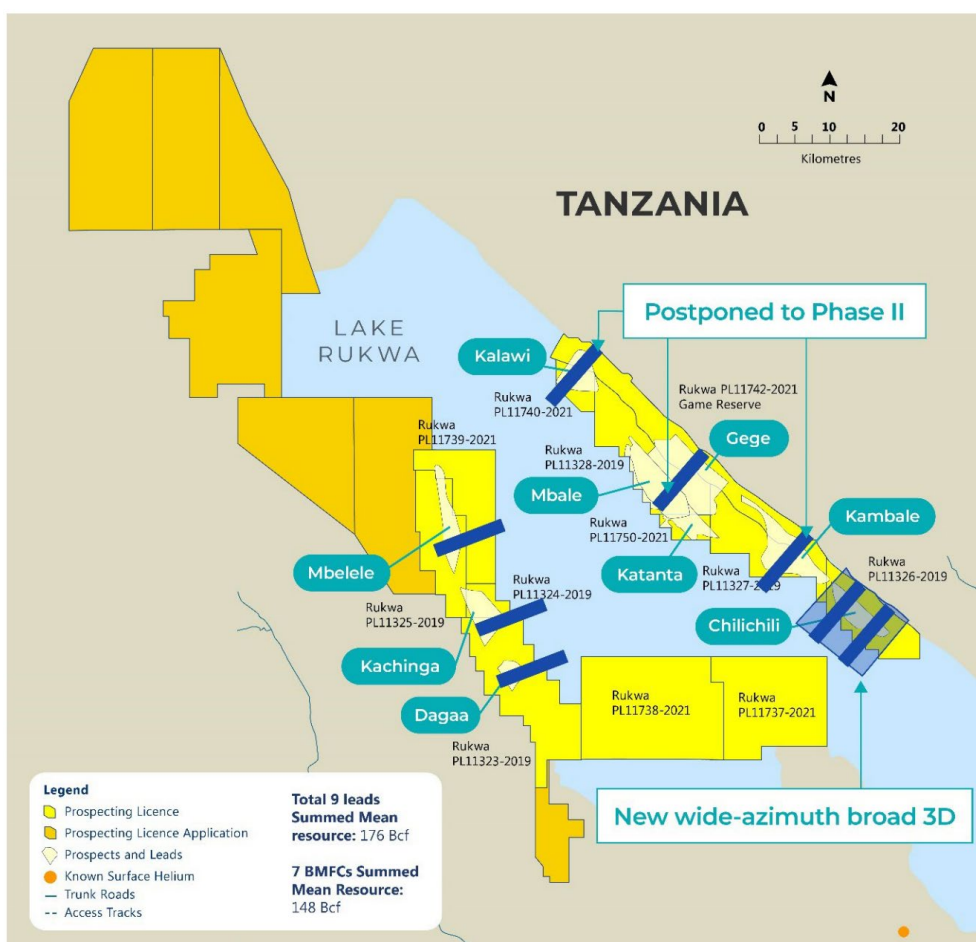 N
0 5 10 20
Kilometres
TANZANIA
LAKE
RUKWA
Postponed to Phase II
Kalawi
Rukwa
PL11740-2021
Rukwa PL11742-2021
Game Reserve
Rukwa
PL11739-2021
Gege
Rukwa
PL11328-2019
Mbale
Kambale
Rukwa
PL11750-2021
Rukwa
PL11326-2019
Mbelele
Katanta
Rukwa
PL11327-2019
Rukwa
PL11324-2019
Rukwa
PL11325-2019
Chilichili
Kachinga
Rukwa
PL11738-2021
Rukwa
PL11737-2021
Dagaa
Rukwa
PL11323-2019
New wide-azimuth broad 3D
Legend
Prospecting Licence
Prospecting Licence Application
Prospects and Leads
Known Surface Helium
Trunk Roads
Access Tracks
Total 9 leads
Summed Mean
resource: 176 Bcf
7 BMFCs Summed
Mean Resource:
148 Bcf